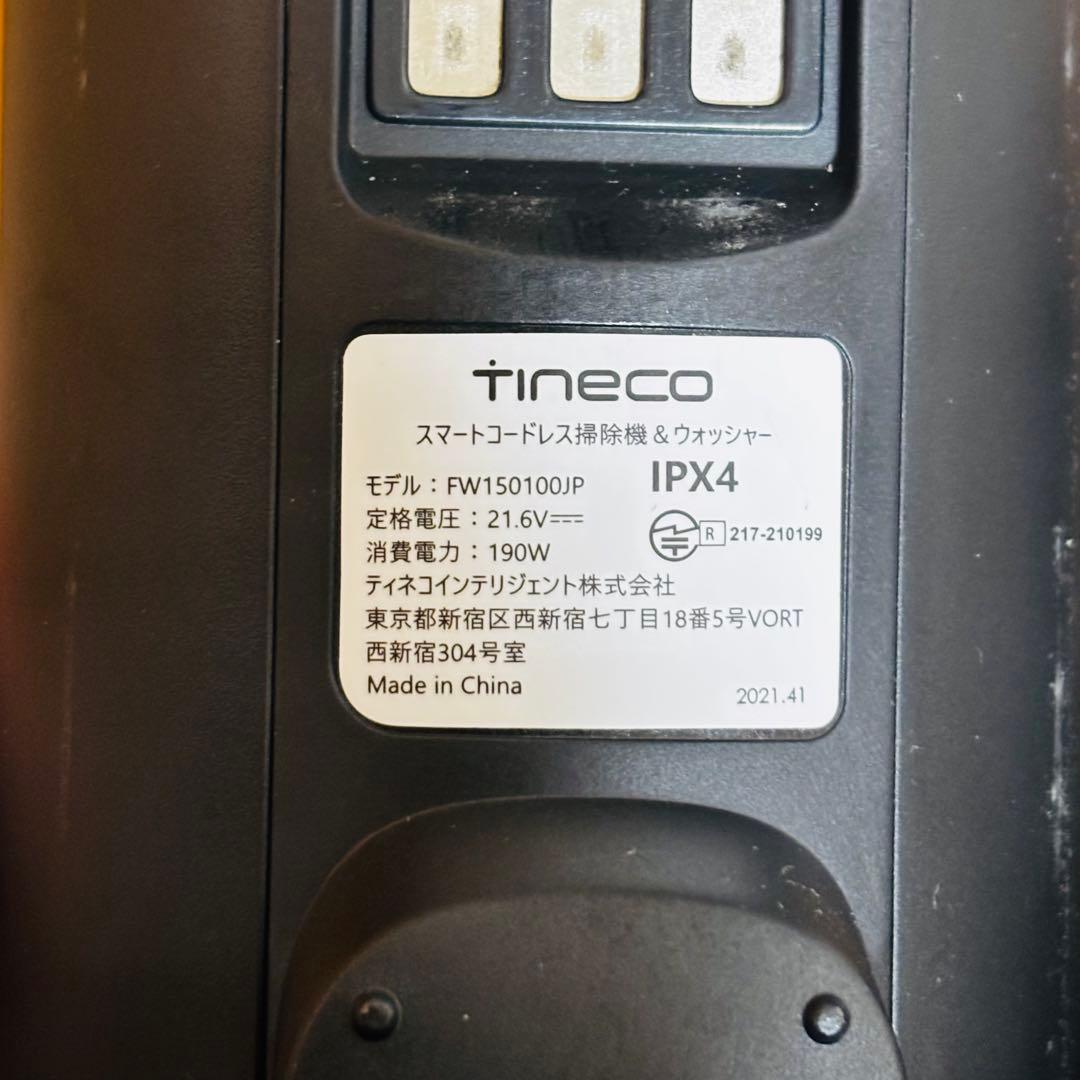 tineco
スマートコードレス掃除機＆ウォッシャー
モデル：FW150100JP
IPX4
定格電圧：21.6V⎓
R 217-210199
消費電力：190W
ティネコインテリジェント株式会社
東京都新宿区西新宿七丁目18番5号VORT
西新宿304号室
Made in China
2021.41